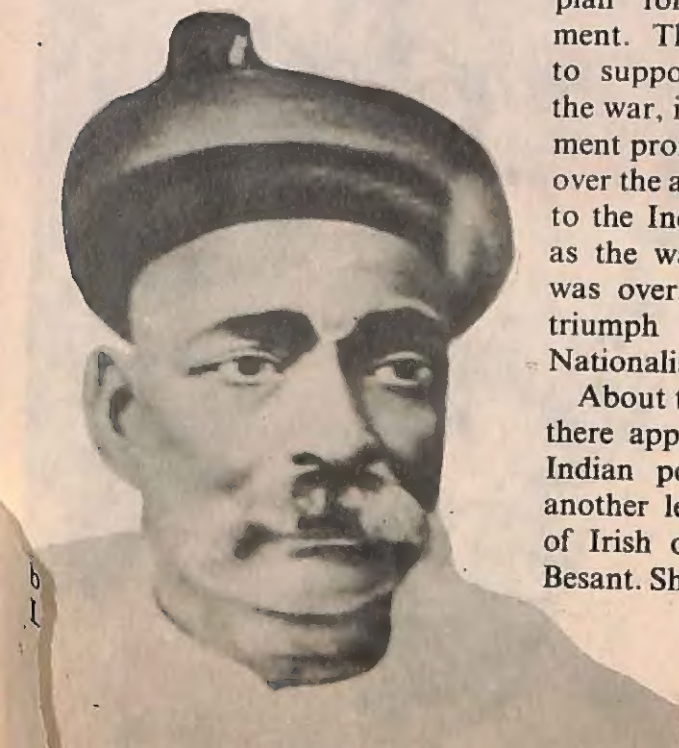 plan for
ment. Th
to suppo
the war, i
ment pro
over the a
to the In
as the wa
was over
triumph
Nationali
About t
there app
Indian pe
another le
of Irish
Besant. Sh
b
I